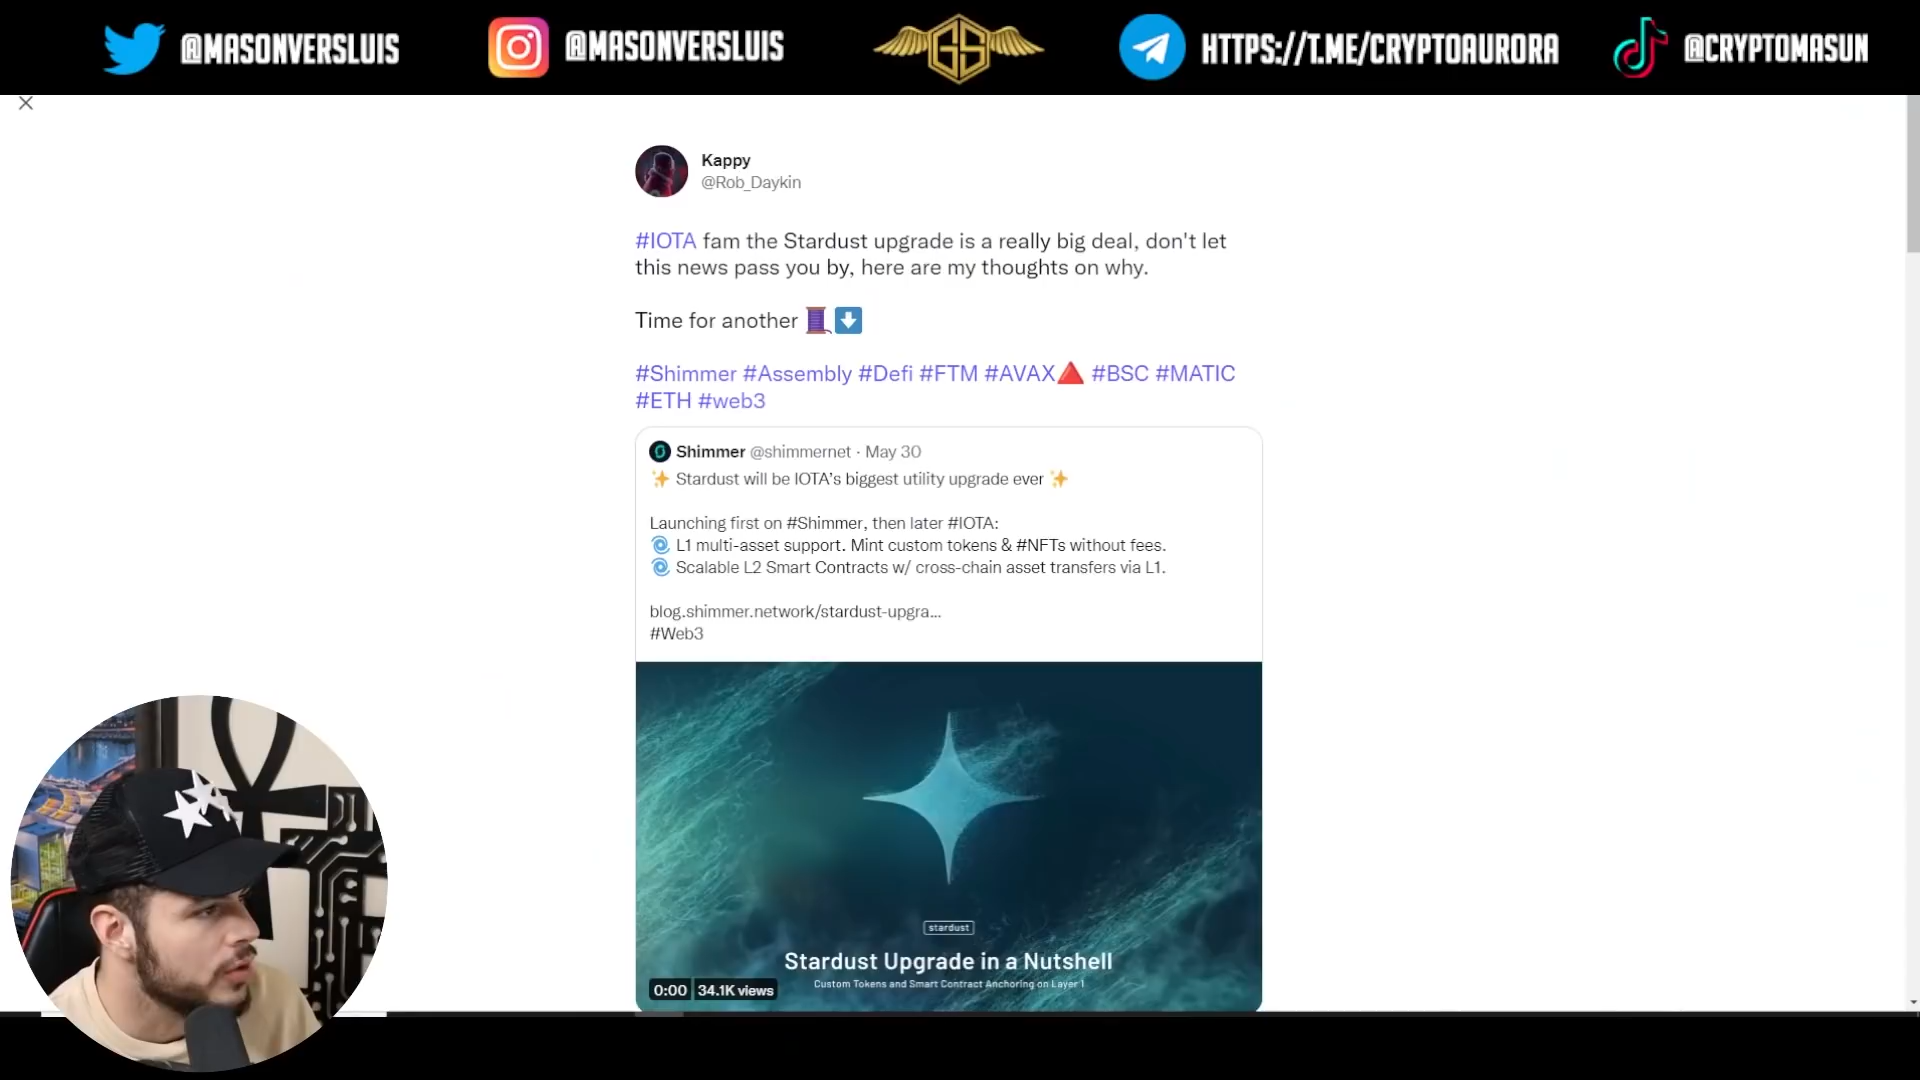 @MASONVERSLUIS
@MASONVERSLUIS
GS
HTTPS://T.ME/CRYPTOAURORA
@CRYPTOMASUN
Kappy
@Rob_Daykin
#IOTA fam the Stardust upgrade is a really big deal, don't let
this news pass you by, here are my thoughts on why.
Time for another 🧵⬇️
#Shimmer #Assembly #Defi #FTM #AVAX🔺 #BSC #MATIC
#ETH #web3
Shimmer @shimmernet · May 30
✨ Stardust will be IOTA's biggest utility upgrade ever ✨
Launching first on #Shimmer, then later #IOTA:
🌀 L1 multi-asset support. Mint custom tokens & #NFTs without fees.
🌀 Scalable L2 Smart Contracts w/ cross-chain asset transfers via L1.
blog.shimmer.network/stardust-upgra...
#Web3
stardust
Stardust Upgrade in a Nutshell
Custom Tokens and Smart Contract Anchoring on Layer 1
0:00 34.1K views